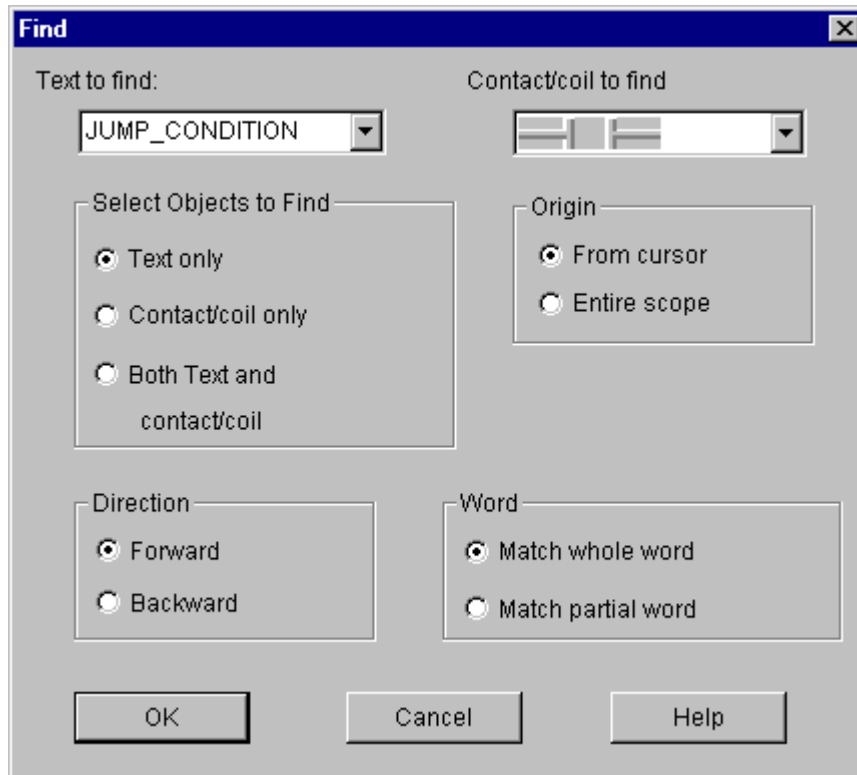 Find
Text to find:
Contact/coil to find
JUMP_CONDITION
Select Objects to Find
Text only
Contact/coil only
Both Text and
contact/coil
Origin
From cursor
Entire scope
Direction
Forward
Backward
Word
Match whole word
Match partial word
OK
Cancel
Help